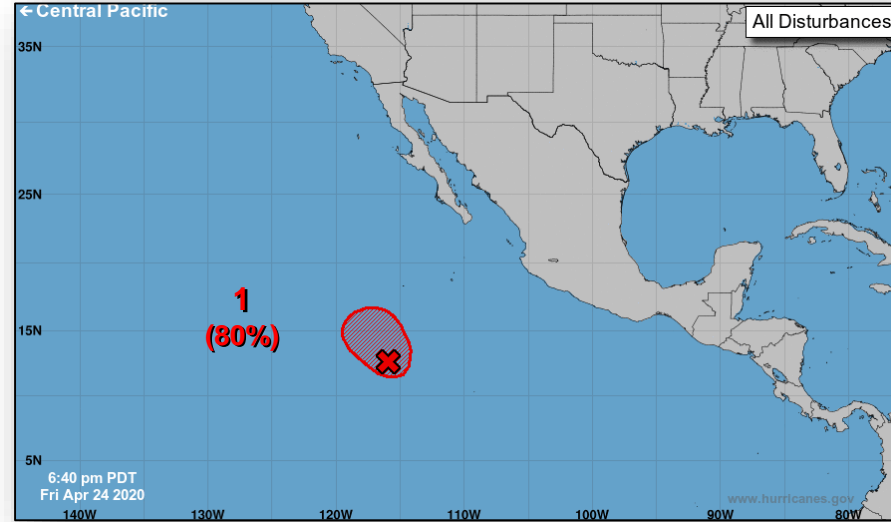 ← Central Pacific
All Disturbances
35N
25N
1
(80%)
15N
5N
6:40 pm PDT
Fri Apr 24 2020
www.hurricanes.gov
140W 130W 120W 110W 100W 90W 80W